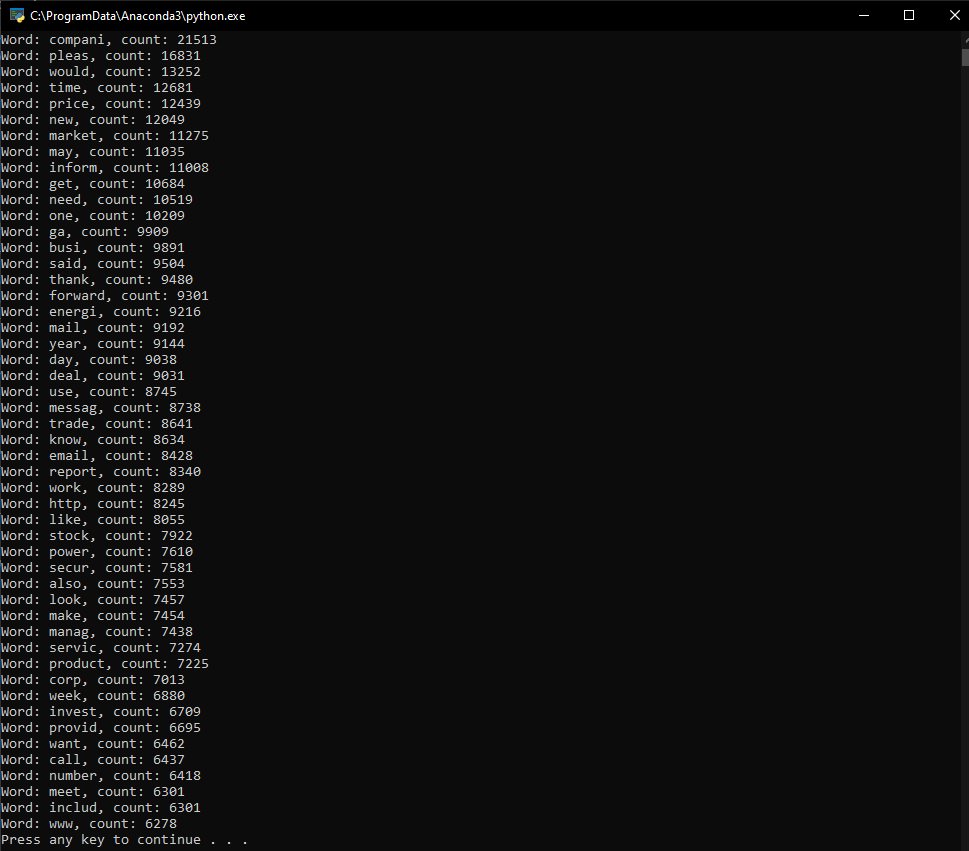 C:\ProgramData\Anaconda3\python.exe
Word: compani, count: 21513
Word: pleas, count: 16831
Word: would, count: 13252
Word: time, count: 12681
Word: price, count: 12439
Word: new, count: 12049
Word: market, count: 11275
Word: may, count: 11035
Word: inform, count: 11008
Word: get, count: 10684
Word: need, count: 10519
Word: one, count: 10209
Word: ga, count: 9909
Word: busi, count: 9891
Word: said, count: 9504
Word: thank, count: 9480
Word: forward, count: 9301
Word: energi, count: 9216
Word: mail, count: 9192
Word: year, count: 9144
Word: day, count: 9038
Word: deal, count: 9031
Word: use, count: 8745
Word: messag, count: 8738
Word: trade, count: 8641
Word: know, count: 8634
Word: email, count: 8428
Word: report, count: 8340
Word: work, count: 8289
Word: http, count: 8245
Word: like, count: 8055
Word: stock, count: 7922
Word: power, count: 7610
Word: secur, count: 7581
Word: also, count: 7553
Word: look, count: 7457
Word: make, count: 7454
Word: manag, count: 7438
Word: servic, count: 7274
Word: product, count: 7225
Word: corp, count: 7013
Word: week, count: 6880
Word: invest, count: 6709
Word: provid, count: 6695
Word: want, count: 6462
Word: call, count: 6437
Word: number, count: 6418
Word: meet, count: 6301
Word: includ, count: 6301
Word: www, count: 6278
Press any key to continue . . .